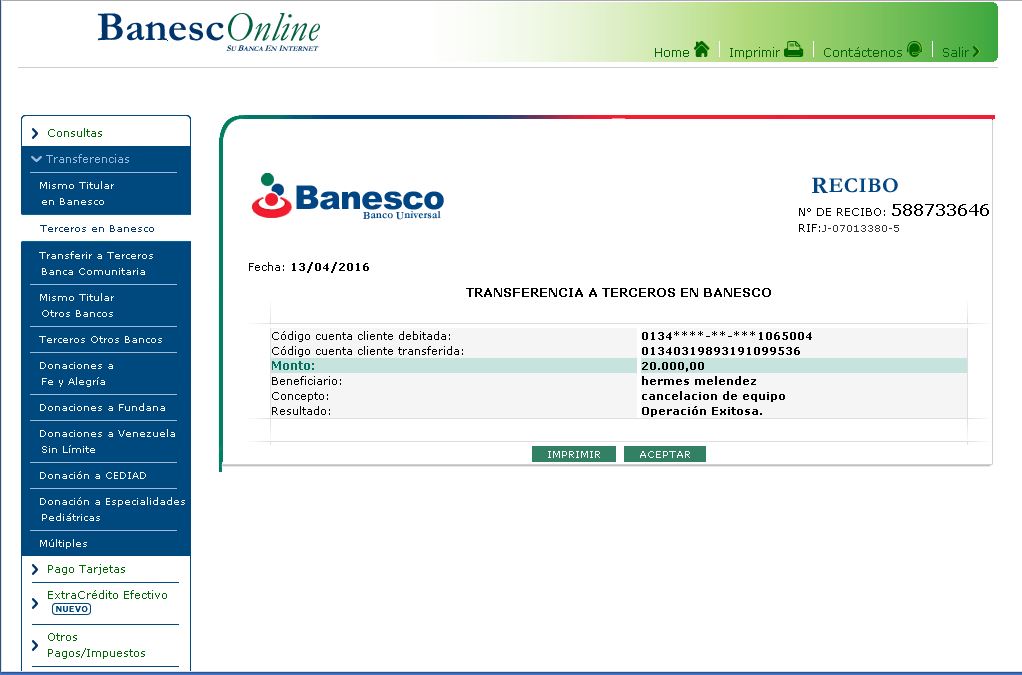 BanescOnline
SU BANCA EN INTERNET
Home
Imprimir
Contáctenos
Salir
Consultas
Transferencias
Mismo Titular
en Banesco
Terceros en Banesco
Transferir a Terceros
Banca Comunitaria
Mismo Titular
Otros Bancos
Terceros Otros Bancos
Donaciones a
Fe y Alegría
Donaciones a Fundana
Donaciones a Venezuela
Sin Límite
Donación a CEDIAD
Donación a Especialidades
Pediátricas
Múltiples
Pago Tarjetas
ExtraCrédito Efectivo
NUEVO
Otros
Pagos/Impuestos
Banesco
Banco Universal
RECIBO
N° DE RECIBO: 588733646
RIF:J-07013380-5
Fecha: 13/04/2016
TRANSFERENCIA A TERCEROS EN BANESCO
Código cuenta cliente debitada: 0134****-**-***1065004
Código cuenta cliente transferida: 01340319893191099536
Monto: 20.000,00
Beneficiario: hermes melendez
Concepto: cancelacion de equipo
Resultado: Operación Exitosa.
IMPRIMIR
ACEPTAR